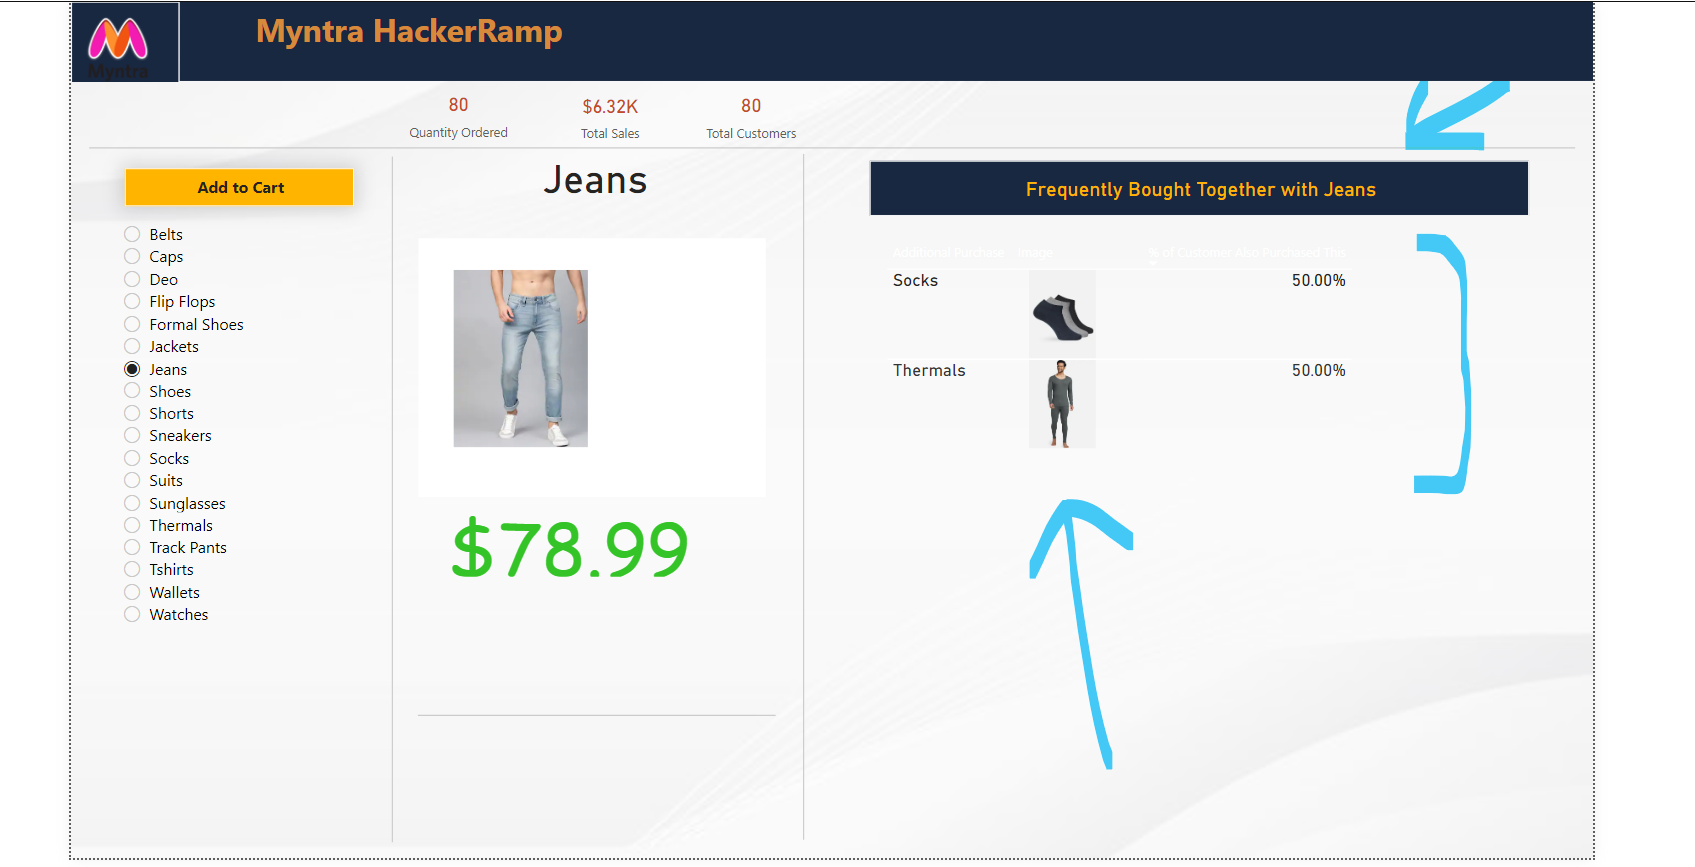 Myntra
Myntra HackerRamp
80
Quantity Ordered
$6.32K
Total Sales
80
Total Customers
Add to Cart
Belts
Caps
Deo
Flip Flops
Formal Shoes
Jackets
Jeans
Shoes
Shorts
Sneakers
Socks
Suits
Sunglasses
Thermals
Track Pants
Tshirts
Wallets
Watches
Jeans
$78.99
Frequently Bought Together with Jeans
Additional Purchase Image % of Customer Also Purchased This
Socks 50.00%
Thermals 50.00%